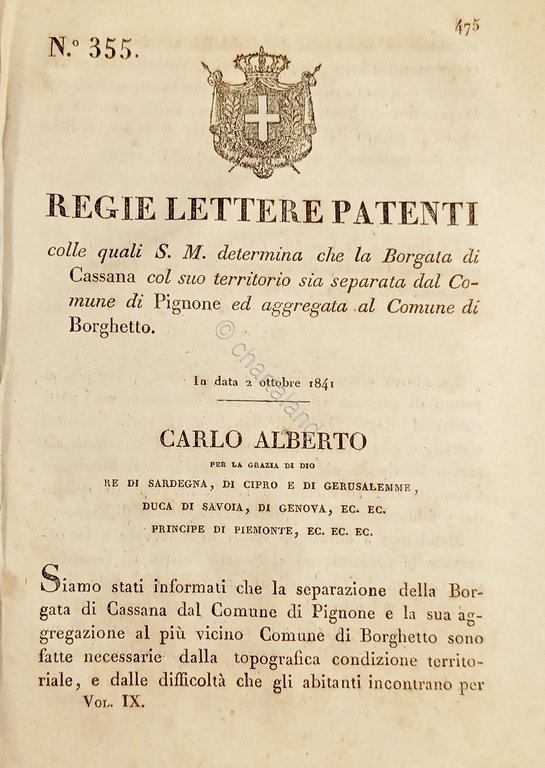 475
N.º 355.
REGIE LETTERE PATENTI
colle quali S. M. determina che la Borgata di
Cassana col suo territorio sia separata dal Co-
mune di Pignone ed aggregata al Comune di
Borghetto.
© chartaland
In data 2 ottobre 1841
CARLO ALBERTO
PER LA GRAZIA DI DIO
RE DI SARDEGNA, DI CIPRO E DI GERUSALEMME,
DUCA DI SAVOIA, DI GENOVA, EC. EC.
PRINCIPE DI PIEMONTE, EC. EC. EC.
Siamo stati informati che la separazione della Bor-
gata di Cassana dal Comune di Pignone e la sua ag-
gregazione al più vicino Comune di Borghetto sono
fatte necessarie dalla topografica condizione territo-
riale, e dalle difficoltà che gli abitanti incontrano per
VOL. IX.